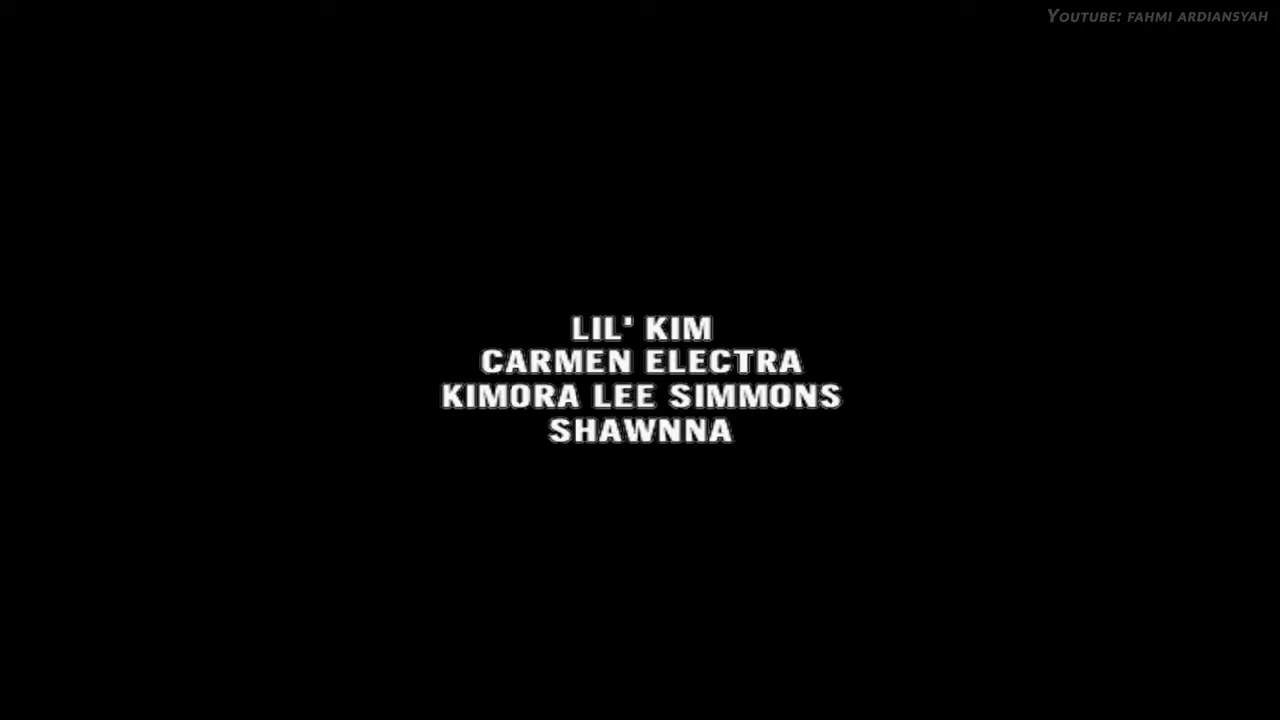 Youtube: fahmi ardiansyah
LIL' KIM
CARMEN ELECTRA
KIMORA LEE SIMMONS
SHAWNNA